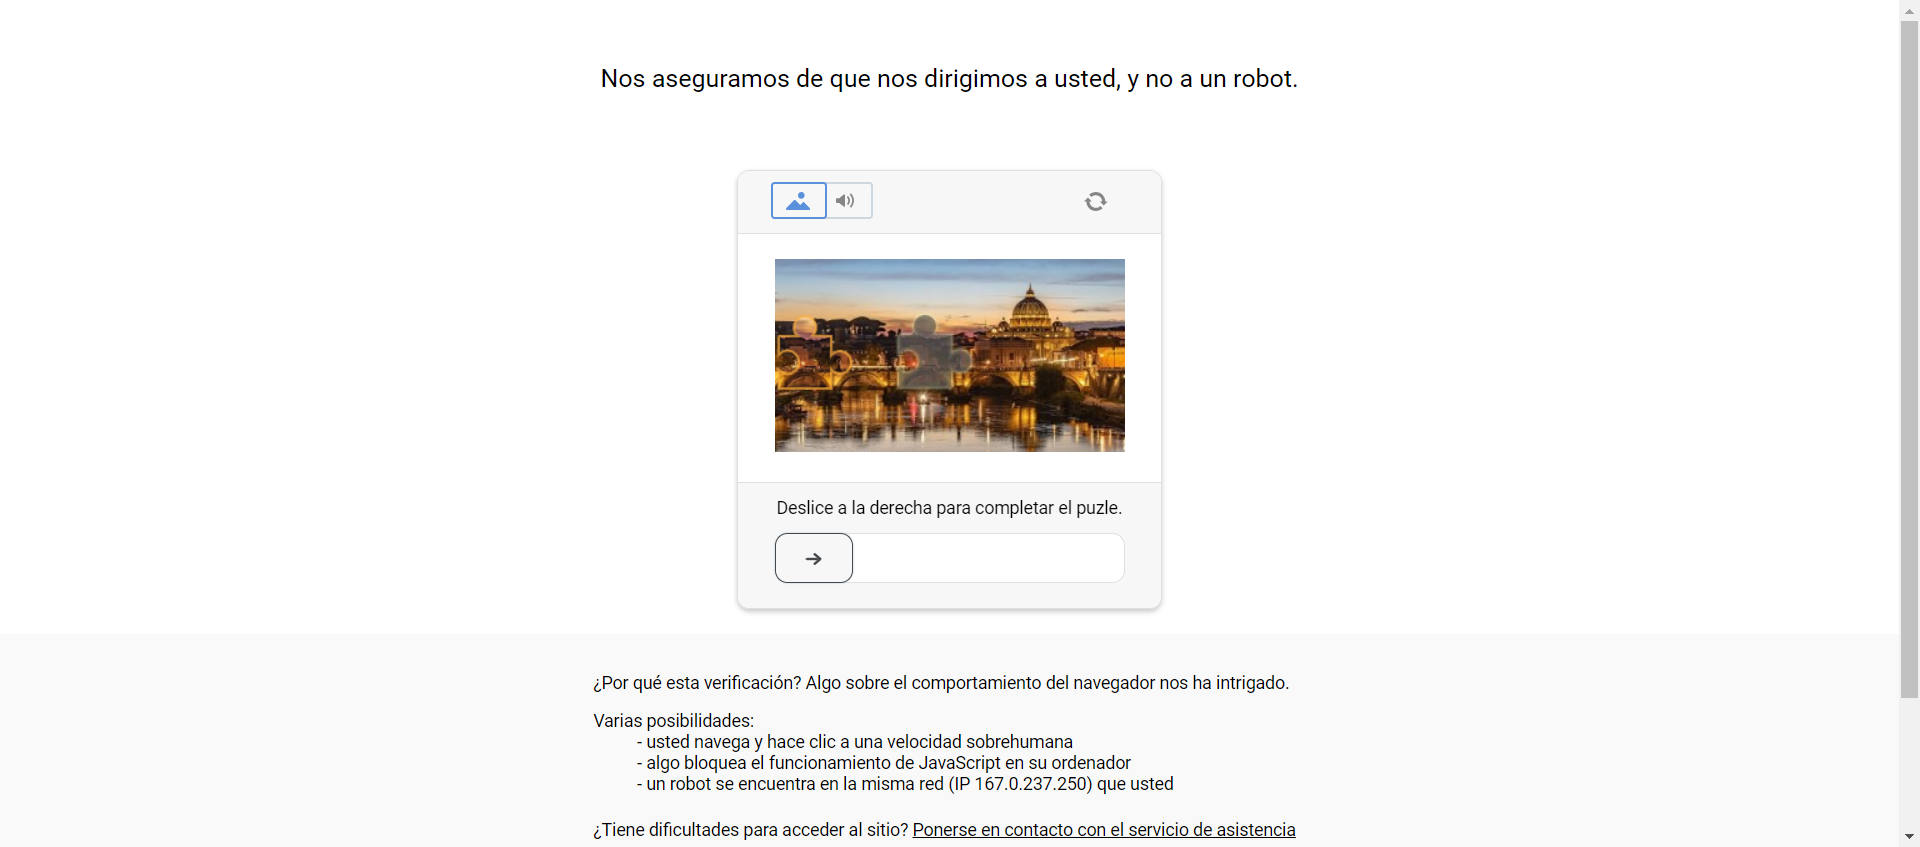 Nos aseguramos de que nos dirigimos a usted, y no a un robot.
Deslice a la derecha para completar el puzle.
¿Por qué esta verificación? Algo sobre el comportamiento del navegador nos ha intrigado.
Varias posibilidades:
- usted navega y hace clic a una velocidad sobrehumana
- algo bloquea el funcionamiento de JavaScript en su ordenador
- un robot se encuentra en la misma red (IP 167.0.237.250) que usted
¿Tiene dificultades para acceder al sitio? Ponerse en contacto con el servicio de asistencia